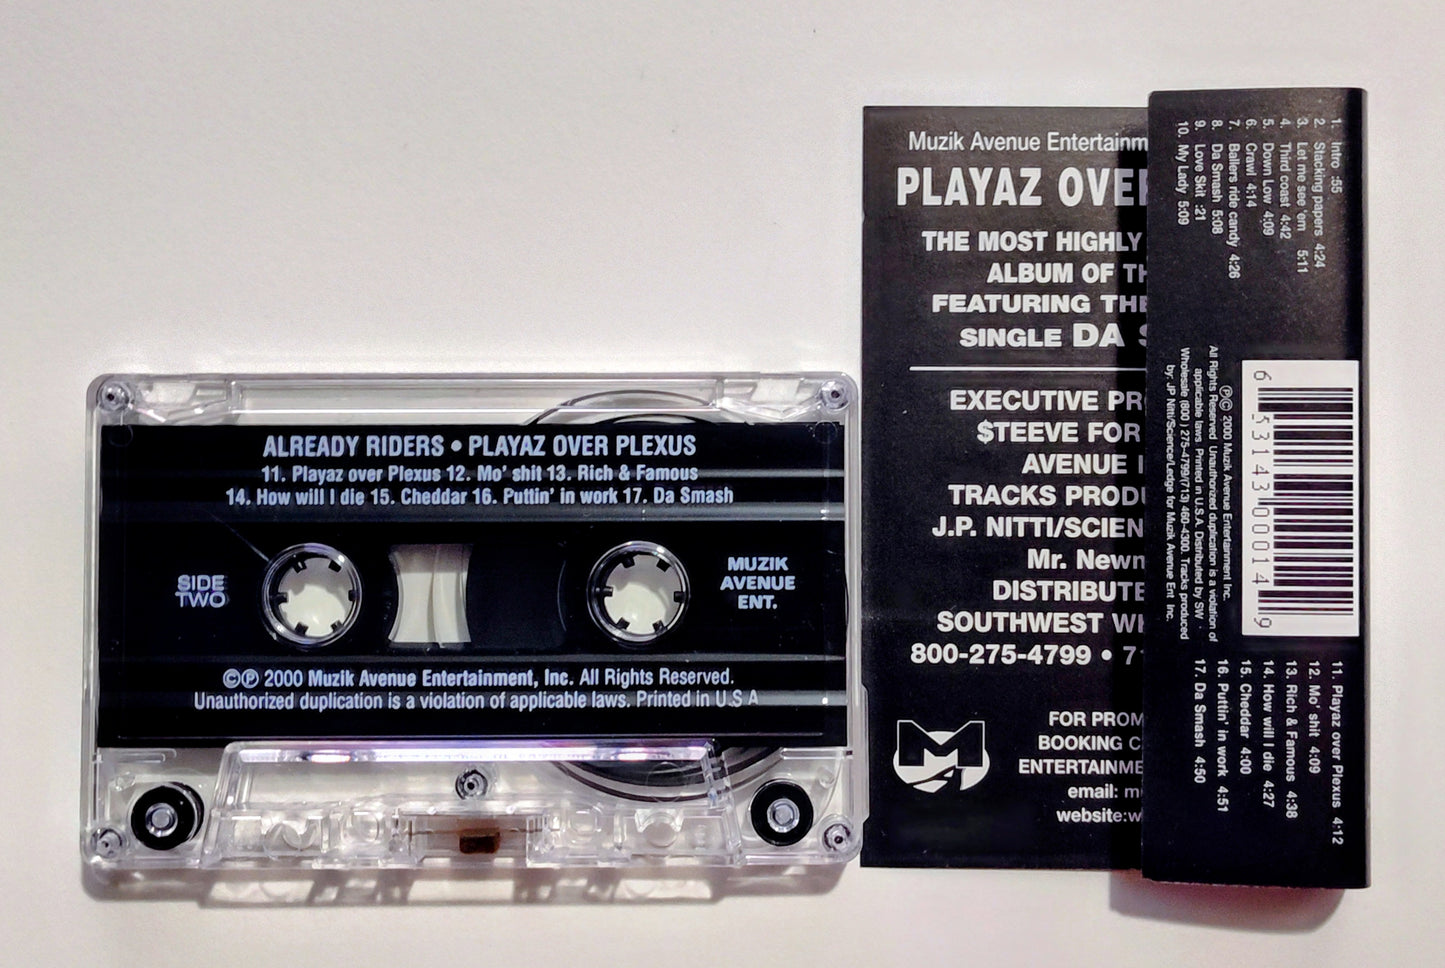 ALREADY RIDERS • PLAYAZ OVER PLEXUS
11. Playaz over Plexus 12. Mo' shit 13. Rich & Famous
14. How will I die 15. Cheddar 16. Puttin' in work 17. Da Smash
SIDE
TWO
MUZIK
AVENUE
ENT.
©℗ 2000 Muzik Avenue Entertainment, Inc. All Rights Reserved.
Unauthorized duplication is a violation of applicable laws. Printed in U.S A
Muzik Avenue Entertainm
PLAYAZ OVER
THE MOST HIGHLY
ALBUM OF TH
FEATURING THE
SINGLE DA S
EXECUTIVE PRO
$TEEVE FOR
AVENUE
TRACKS PRODU
J.P. NITTI/SCIEN
Mr. Newm
DISTRIBUTE
SOUTHWEST WH
800-275-4799 • 71
MA
FOR PROM
BOOKING C
ENTERTAINME
email: m
website:w
1. Intro :55
2. Stacking papers 4:24
3. Let me see 'em 5:11
4. Third coast 4:42
5. Down Low 4:09
6. Crawl 4:14
7. Ballers ride candy 4:26
8. Da Smash 5:08
9. Love Skit :21
10. My Lady 5:09
℗© 2000 Muzik Avenue Entertainment Inc.
All Rights Reserved. Unauthorized duplication is a violation of
applicable laws. Printed in U.S.A. Distributed by SW
Wholesale (800) 275-4799/(713) 460-4300. Tracks produced
by: JP Nitti/Science/Ledge for Muzik Avenue Ent Inc.
6 53143 00014 9
11. Playaz over Plexus 4:12
12. Mo' shit 4:09
13. Rich & Famous 4:38
14. How will I die 4:27
15. Cheddar 4:00
16. Puttin' in work 4:51
17. Da Smash 4:50